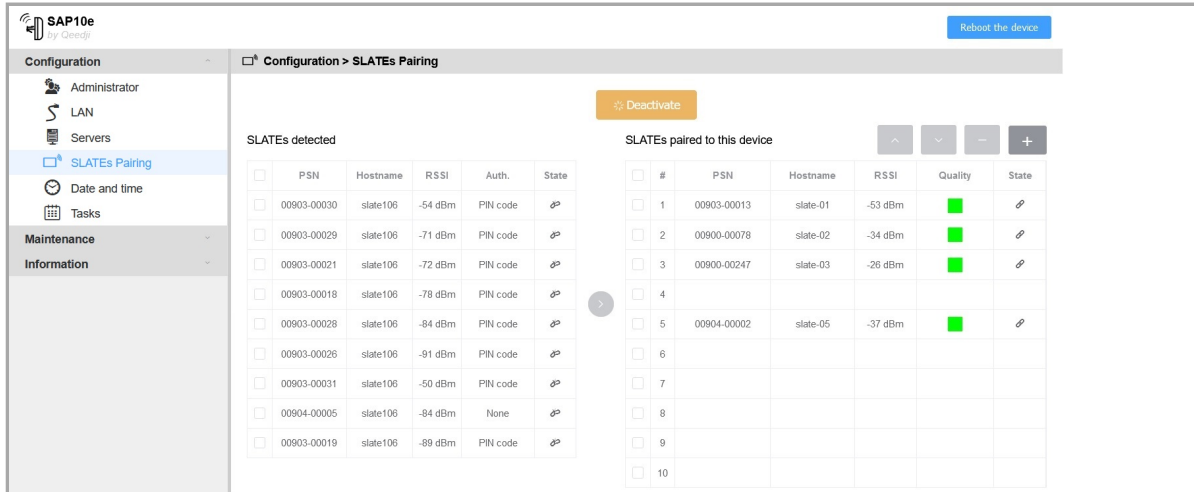 SAP10e
by Qeedji
Reboot the device
Configuration
Administrator
LAN
Servers
SLATEs Pairing
Date and time
Tasks
Maintenance
Information
Configuration > SLATEs Pairing
Deactivate
SLATEs detected
PSN Hostname RSSI Auth. State
00903-00030 slate106 -54 dBm PIN code
00903-00029 slate106 -71 dBm PIN code
00903-00021 slate106 -72 dBm PIN code
00903-00018 slate106 -78 dBm PIN code
00903-00028 slate106 -84 dBm PIN code
00903-00026 slate106 -91 dBm PIN code
00903-00031 slate106 -50 dBm PIN code
00904-00005 slate106 -84 dBm None
00903-00019 slate106 -89 dBm PIN code
SLATEs paired to this device
# PSN Hostname RSSI Quality State
1 00903-00013 slate-01 -53 dBm
2 00900-00078 slate-02 -34 dBm
3 00900-00247 slate-03 -26 dBm
4
5 00904-00002 slate-05 -37 dBm
6
7
8
9
10